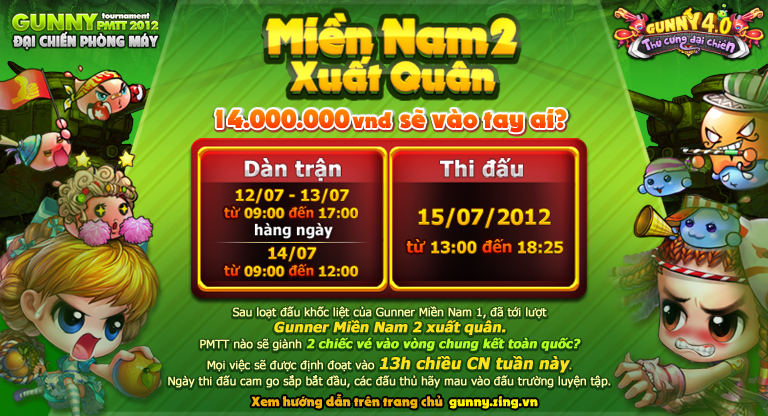 GUNNY tournament
PMTT 2012
ĐẠI CHIẾN PHÒNG MÁY
GUNNY 4.0
Thú cưng đại chiến
Miền Nam 2
Xuất Quân
14.000.000 vnđ sẽ vào tay ai?
Dàn trận
12/07 - 13/07
từ 09:00 đến 17:00
hàng ngày
14/07
từ 09:00 đến 12:00
Thi đấu
15/07/2012
từ 13:00 đến 18:25
Sau loạt đấu khốc liệt của Gunner Miền Nam 1, đã tới lượt
Gunner Miền Nam 2 xuất quân.
PMTT nào sẽ giành 2 chiếc vé vào vòng chung kết toàn quốc?
Mọi việc sẽ được định đoạt vào 13h chiều CN tuần này.
Ngày thi đấu cam go sắp bắt đầu, các đấu thủ hãy mau vào đấu trường luyện tập.
Xem hướng dẫn trên trang chủ gunny.zing.vn